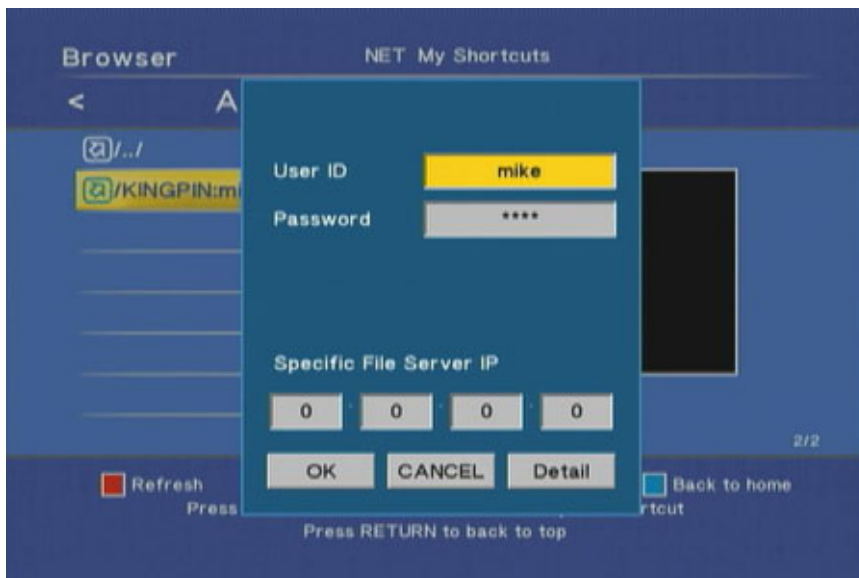 Browser NET My Shortcuts
< A
/../
/KINGPIN:mi
User ID mike
Password ****
Specific File Server IP
0 . 0 . 0 . 0
OK CANCEL Detail
2/2
Refresh Back to home
Press rtcut
Press RETURN to back to top